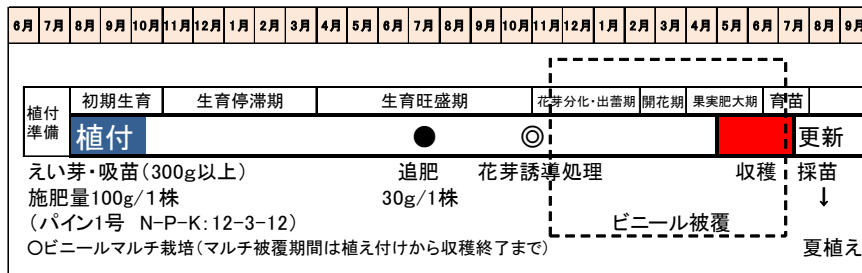 6月 7月 8月 9月 10月 11月 12月 1月 2月 3月 4月 5月 6月 7月 8月 9月 10月 11月 12月 1月 2月 3月 4月 5月 6月 7月 8月 9月
植付準備 初期生育 生育停滞期 生育旺盛期 花芽分化・出蕾期 開花期 果実肥大期 育苗
植付 ● ◎ 更新
えい芽・吸苗(300g以上) 追肥 花芽誘導処理 収穫 採苗
施肥量100g/1株 30g/1株 ↓
(パイン1号 N-P-K:12-3-12) ビニール被覆
○ビニールマルチ栽培(マルチ被覆期間は植え付けから収穫終了まで) 夏植え